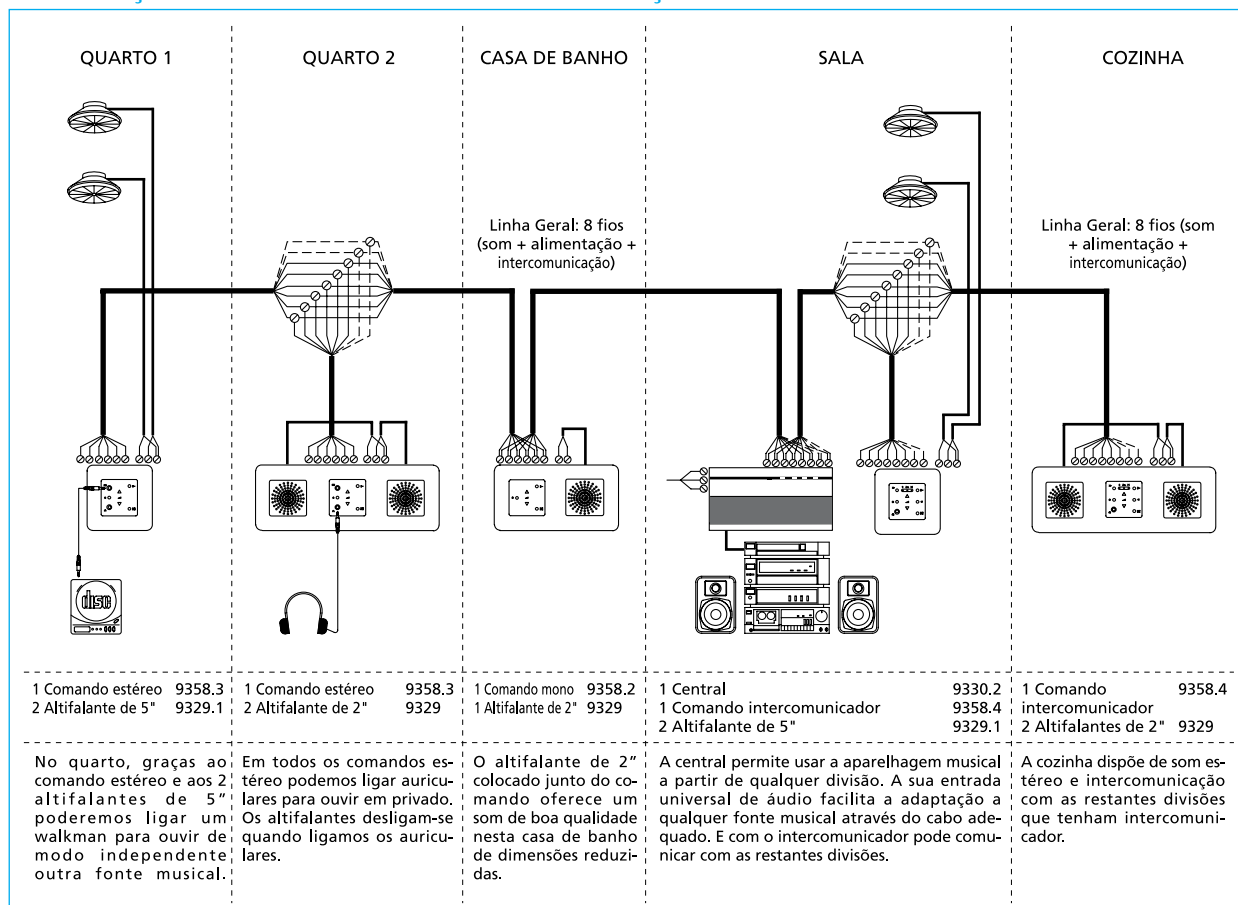 QUARTO 1
QUARTO 2
CASA DE BANHO
SALA
COZINHA
Linha Geral: 8 fios
(som + alimentação +
intercomunicação)
Linha Geral: 8 fios (som
+ alimentação +
intercomunicação)
disc
1 Comando estéreo 9358.3
2 Altifalante de 5" 9329.1
1 Comando estéreo 9358.3
2 Altifalante de 2" 9329
1 Comando mono 9358.2
1 Altifalante de 2" 9329
1 Central 9330.2
1 Comando intercomunicador 9358.4
2 Altifalante de 5" 9329.1
1 Comando 9358.4
intercomunicador
2 Altifalantes de 2" 9329
No quarto, graças ao
comando estéreo e aos 2
altifalantes de 5"
poderemos ligar um
walkman para ouvir de
modo independente
outra fonte musical.
Em todos os comandos es-
téreo podemos ligar auricu-
lares para ouvir em privado.
Os altifalantes desligam-se
quando ligamos os auricu-
lares.
O altifalante de 2"
colocado junto do co-
mando oferece um
som de boa qualidade
nesta casa de banho
de dimensões reduzi-
das.
A central permite usar a aparelhagem musical
a partir de qualquer divisão. A sua entrada
universal de áudio facilita a adaptação a
qualquer fonte musical através do cabo ade-
quado. E com o intercomunicador pode comu-
nicar com as restantes divisões.
A cozinha dispõe de som es-
téreo e intercomunicação
com as restantes divisões
que tenham intercomuni-
cador.